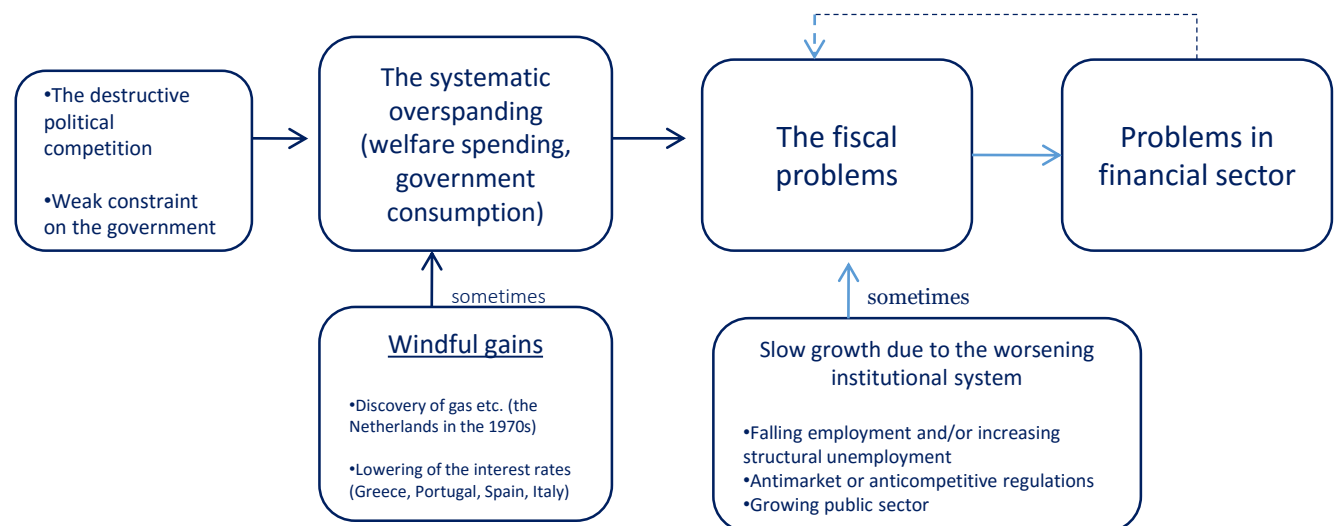 •The destructive
political
competition
•Weak constraint
on the government
The systematic
overspanding
(welfare spending,
government
consumption)
The fiscal
problems
Problems in
financial sector
sometimes
Windful gains
•Discovery of gas etc. (the
Netherlands in the 1970s)
•Lowering of the interest rates
(Greece, Portugal, Spain, Italy)
sometimes
Slow growth due to the worsening
institutional system
•Falling employment and/or increasing
structural unemployment
•Antimarket or anticompetitive regulations
•Growing public sector